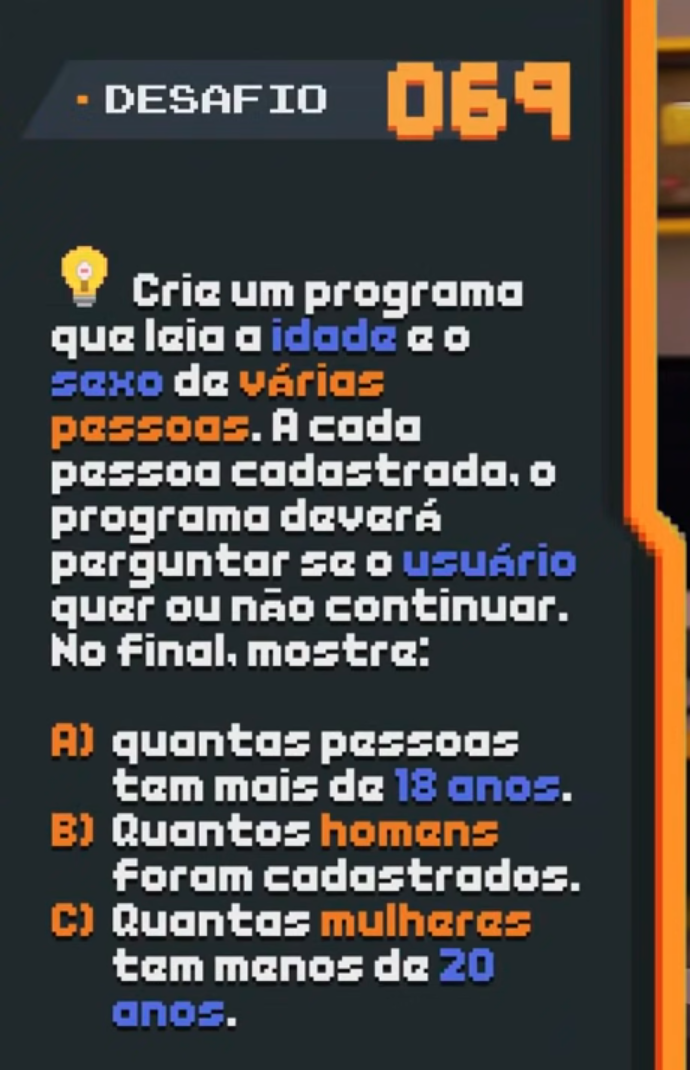 DESAFIO 069
Crie um programa
que leia a idade e o
sexo de várias
pessoas. A cada
pessoa cadastrada, o
programa deverá
perguntar se o usuário
quer ou não continuar.
No final, mostre:
A) quantas pessoas
tem mais de 18 anos.
B) Quantos homens
foram cadastrados.
C) Quantas mulheres
tem menos de 20
anos.